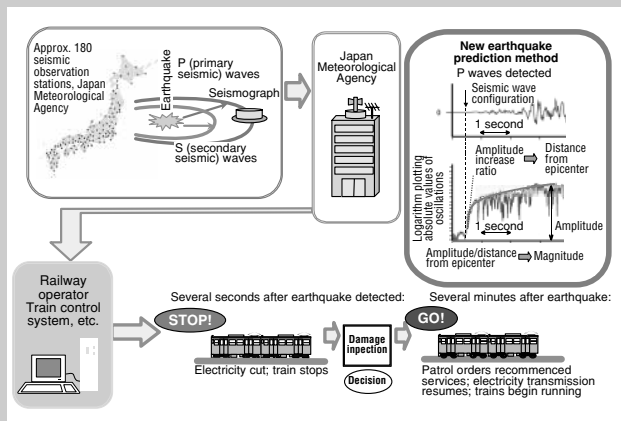 Approx. 180
seismic
observation
stations, Japan
Meteorological
Agency
Earthquake
P (primary
seismic) waves
Seismograph
S (secondary
seismic) waves
Japan
Meteorological
Agency
New earthquake
prediction method
P waves detected
Seismic wave
configuration
0
1 second
Amplitude
increase
ratio
Distance
from
epicenter
Logarithm plotting
absolute values of
oscillations
1 second
Amplitude
Amplitude/distance
from epicenter
Magnitude
Railway
operator
Train control
system, etc.
Several seconds after earthquake detected:
STOP!
Electricity cut; train stops
Damage
inpection
Decision
Several minutes after earthquake:
GO!
Patrol orders recommenced
services; electricity transmission
resumes; trains begin running